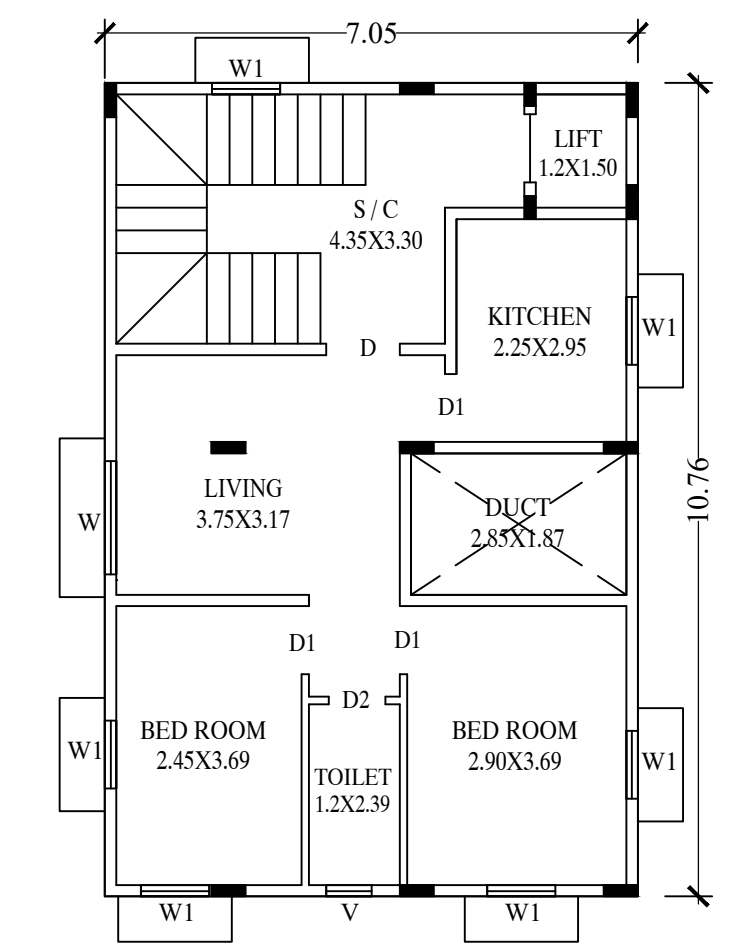 7.05
W1
LIFT
1.2X1.50
S / C
4.35X3.30
KITCHEN
2.25X2.95
W1
D
D1
LIVING
3.75X3.17
W
DUCT
2.85X1.87
10.76
D1
D1
D2
BED ROOM
2.45X3.69
W1
BED ROOM
2.90X3.69
W1
TOILET
1.2X2.39
W1
V
W1